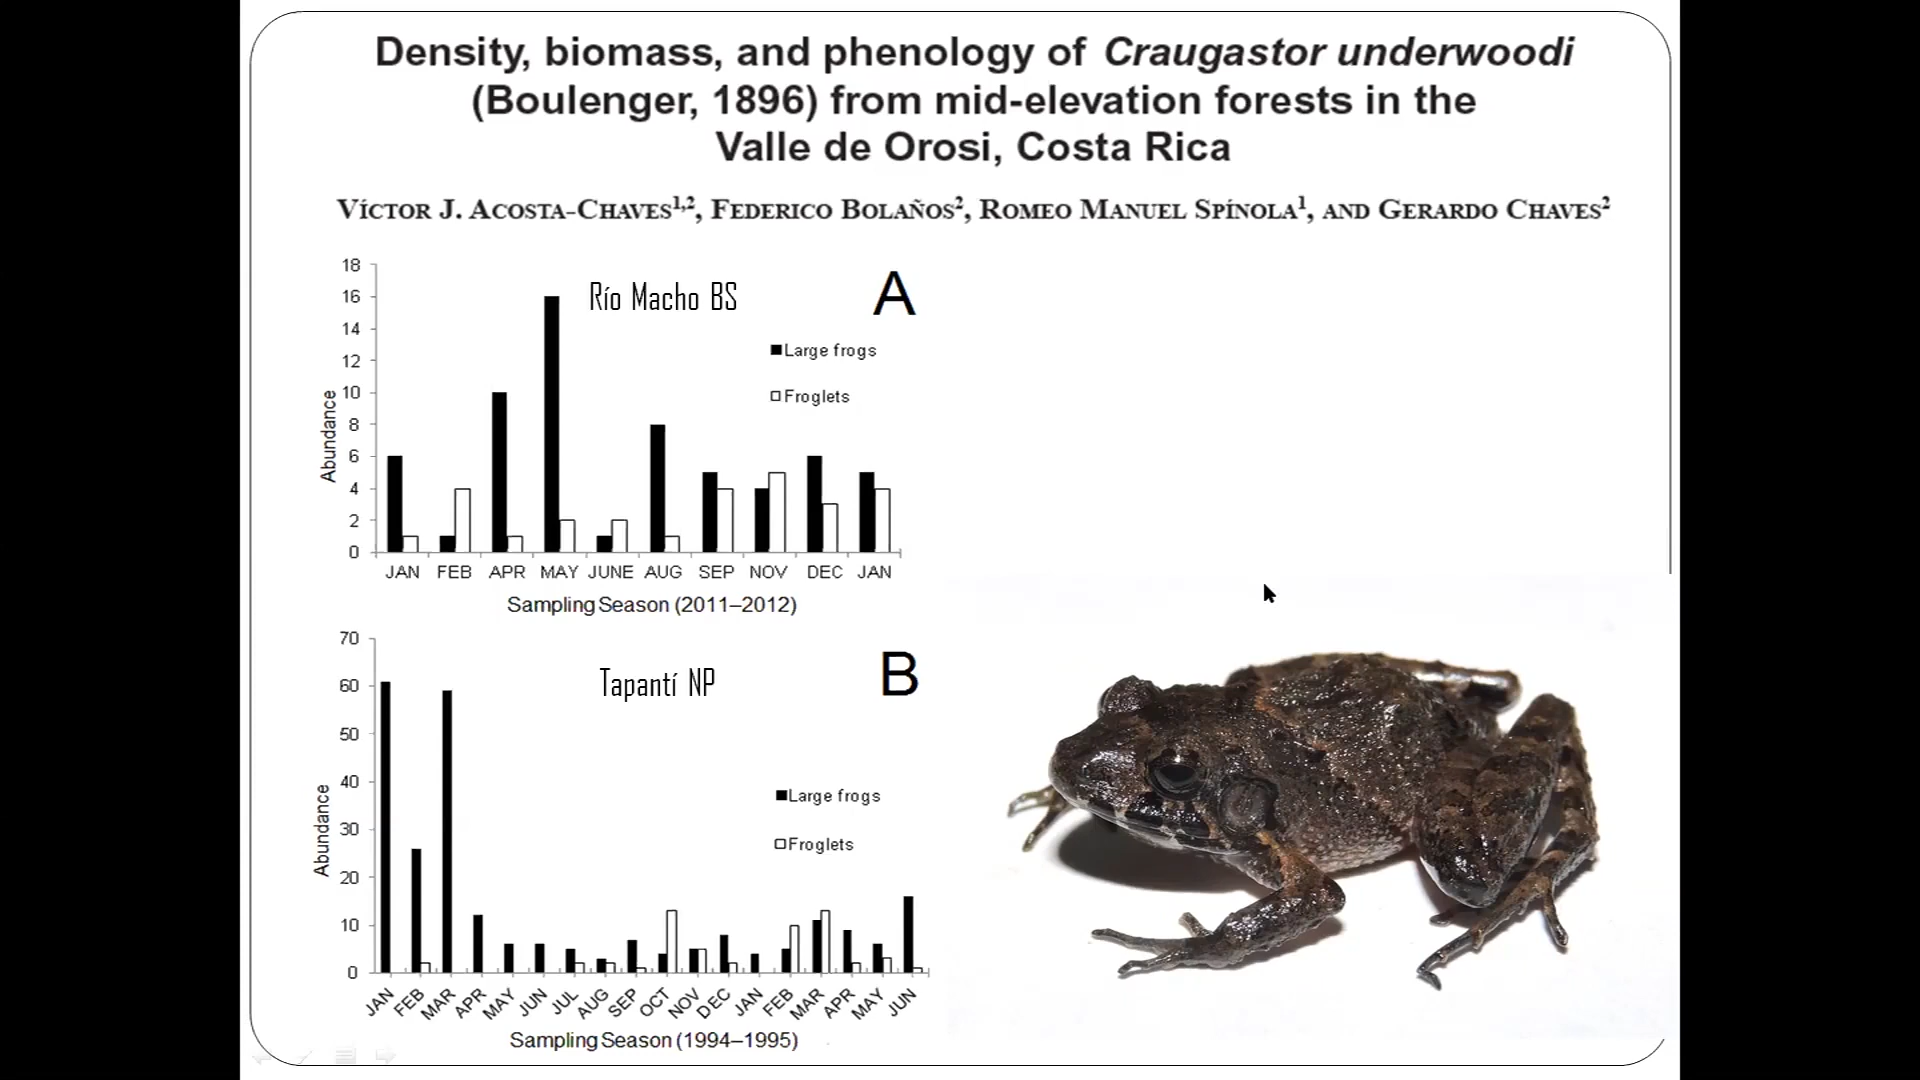 Density, biomass, and phenology of Craugastor underwoodi
(Boulenger, 1896) from mid-elevation forests in the
Valle de Orosi, Costa Rica
Víctor J. Acosta-Chaves1,2, Federico Bolaños2, Romeo Manuel Spínola1, and Gerardo Chaves2
Río Macho BS
A
Large frogs
Froglets
Abundance
18
16
14
12
10
8
6
4
2
0
JAN FEB APR MAY JUNE AUG SEP NOV DEC JAN
Sampling Season (2011–2012)
Tapantí NP
B
Large frogs
Froglets
Abundance
70
60
50
40
30
20
10
0
JAN FEB MAR APR MAY JUN JUL AUG SEP OCT NOV DEC JAN FEB MAR APR MAY JUN
Sampling Season (1994–1995)